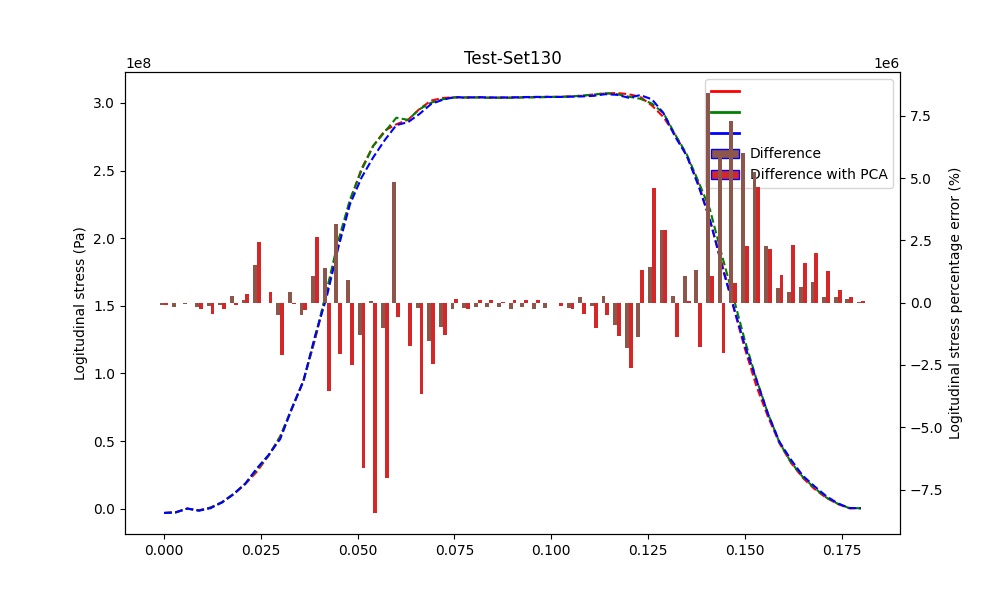 Test-Set130
1e8
1e6
Difference
Difference with PCA
Logitudinal stress (Pa)
Logitudinal stress percentage error (%)
3.0
2.5
2.0
1.5
1.0
0.5
0.0
7.5
5.0
2.5
0.0
−2.5
−5.0
−7.5
0.000 0.025 0.050 0.075 0.100 0.125 0.150 0.175